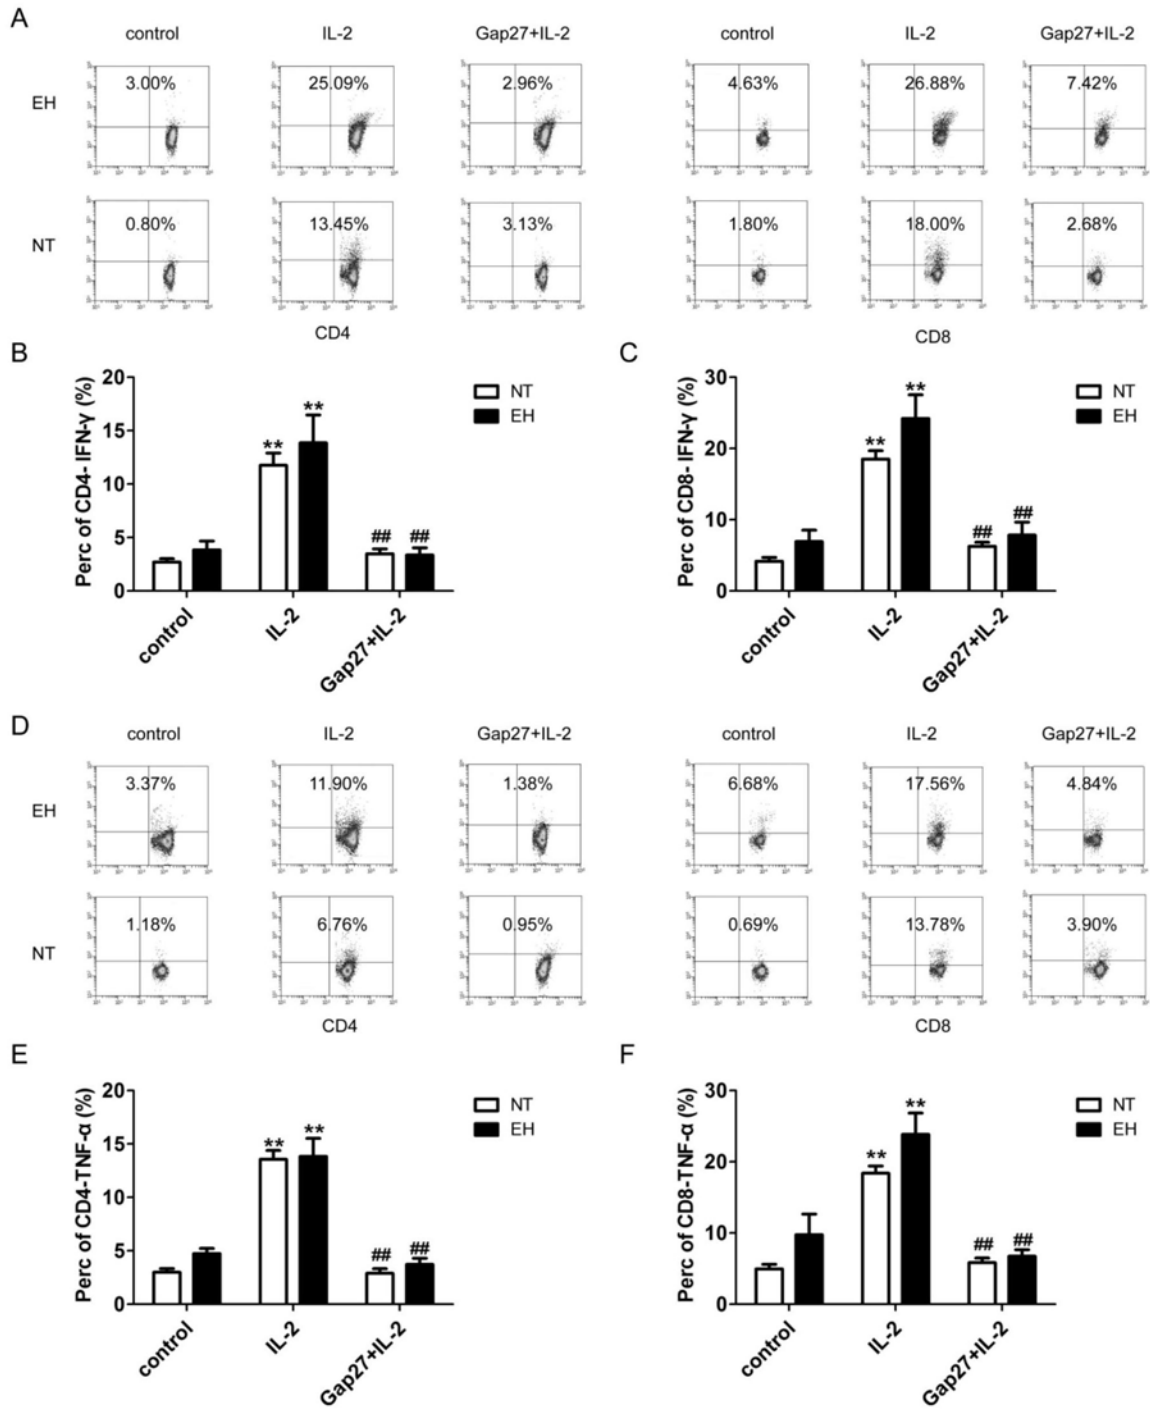 A
control IL-2 Gap27+IL-2 control IL-2 Gap27+IL-2
EH 3.00% 25.09% 2.96% 4.63% 26.88% 7.42%
NT 0.80% 13.45% 3.13% 1.80% 18.00% 2.68%
CD4 CD8
B
20
15
10
5
0
Perc of CD4- IFN-γ (%)
** **
## ##
NT
EH
control IL-2 Gap27+IL-2
C
30
20
10
0
Perc of CD8- IFN-γ (%)
** **
## ##
NT
EH
control IL-2 Gap27+IL-2
D
control IL-2 Gap27+IL-2 control IL-2 Gap27+IL-2
EH 3.37% 11.90% 1.38% 6.68% 17.56% 4.84%
NT 1.18% 6.76% 0.95% 0.69% 13.78% 3.90%
CD4 CD8
E
20
15
10
5
0
Perc of CD4-TNF-α (%)
** **
## ##
NT
EH
control IL-2 Gap27+IL-2
F
30
20
10
0
Perc of CD8-TNF-α (%)
** **
## ##
NT
EH
control IL-2 Gap27+IL-2